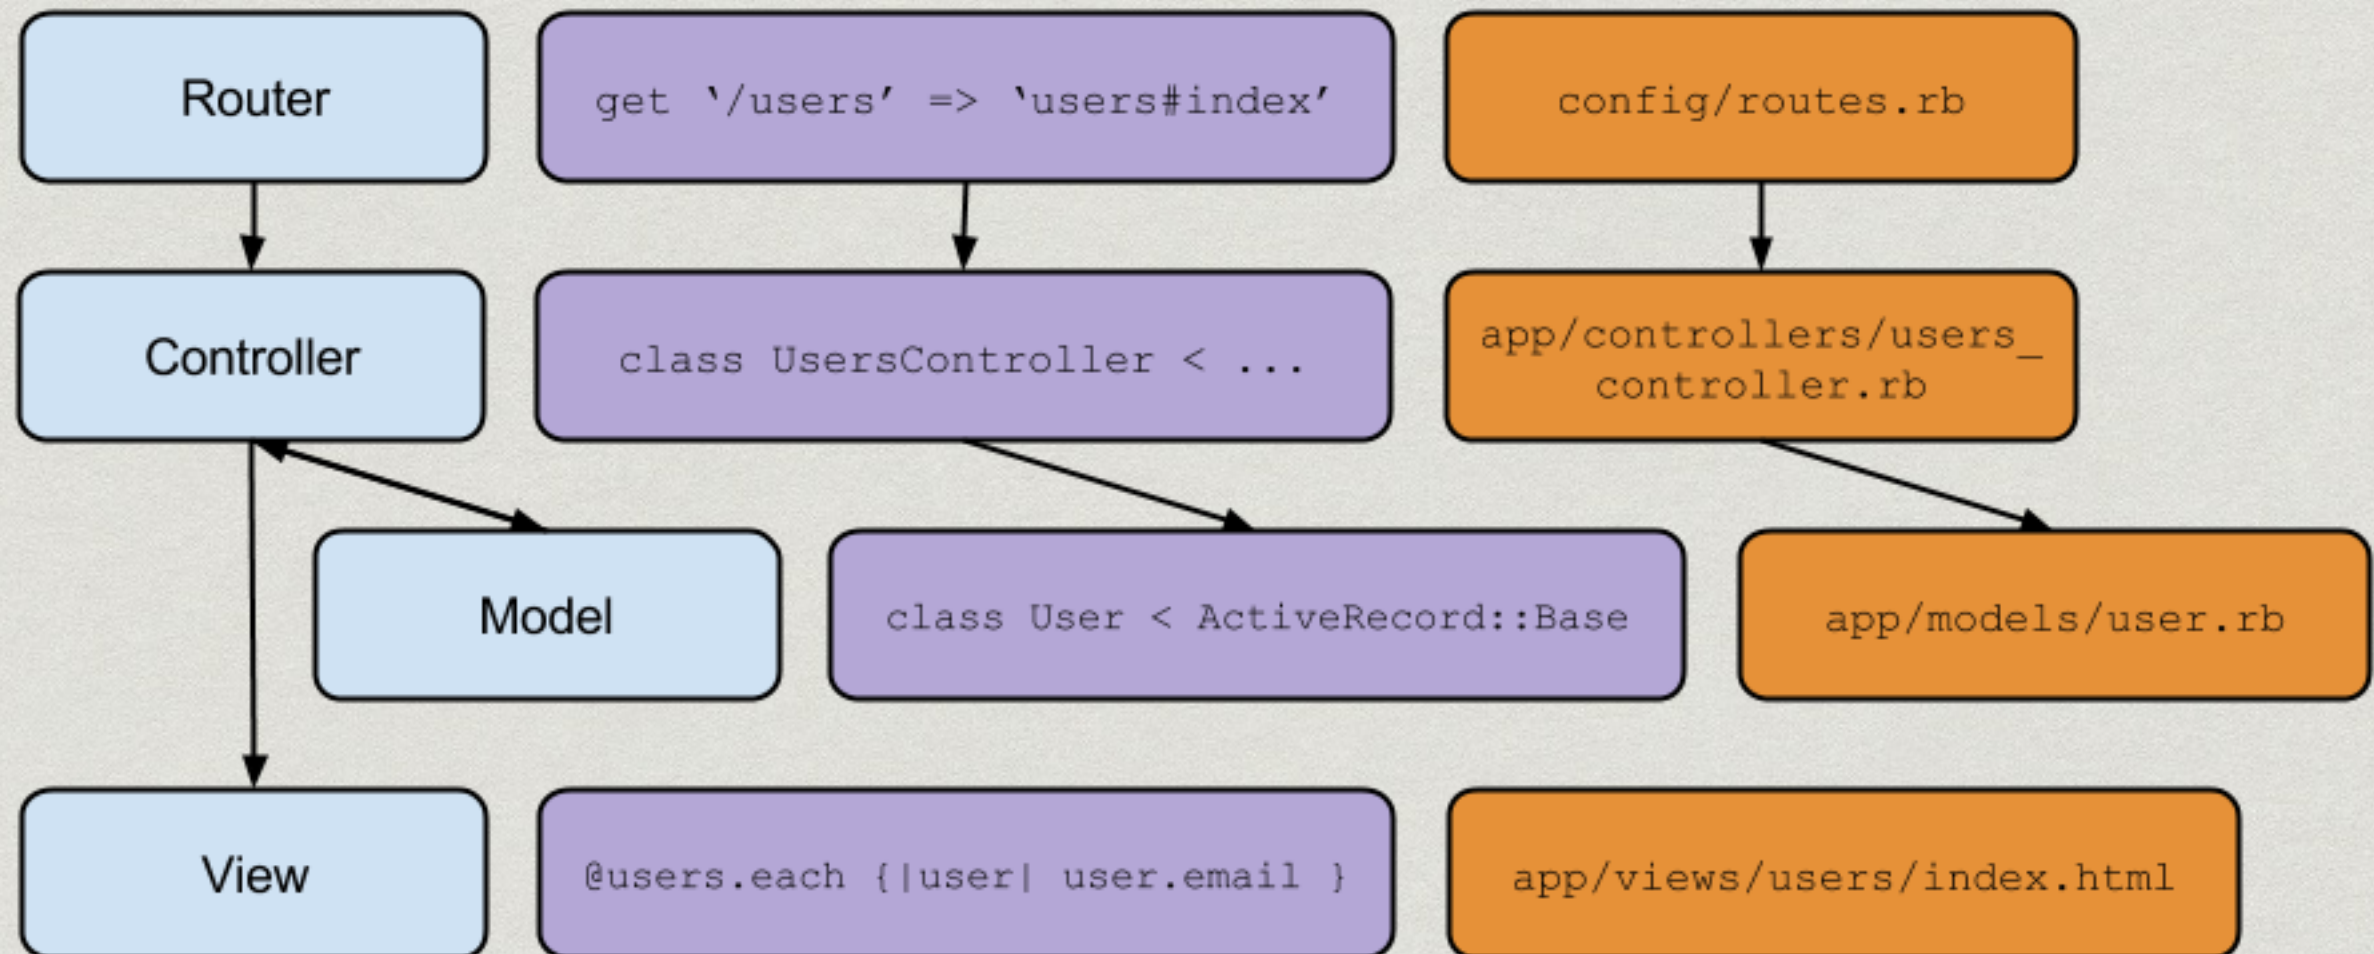 Router
get ‘/users’ => ‘users#index’
config/routes.rb
Controller
class UsersController < ...
app/controllers/users_
controller.rb
Model
class User < ActiveRecord::Base
app/models/user.rb
View
@users.each {|user| user.email }
app/views/users/index.html